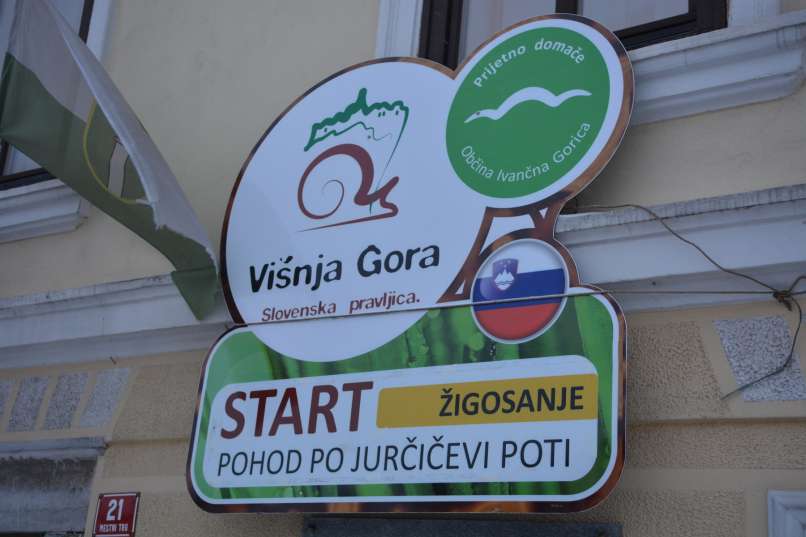 Prijetno domače
Občina Ivančna Gorica
Višnja Gora
Slovenska pravljica.
START
ŽIGOSANJE
POHOD PO JURČIČEVI POTI
21
MESTNI TRG